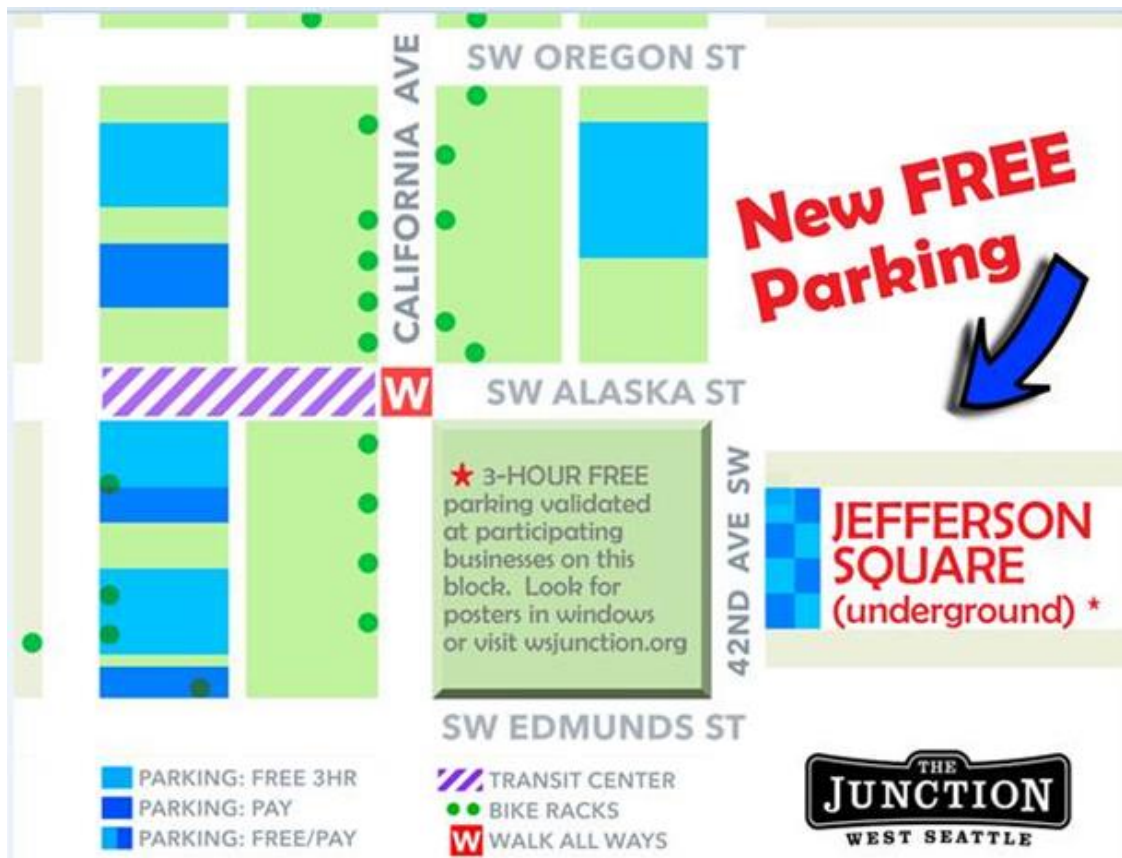 SW OREGON ST
CALIFORNIA AVE
New FREE
Parking
W
SW ALASKA ST
★ 3-HOUR FREE
parking validated
at participating
businesses on this
block. Look for
posters in windows
or visit wsjunction.org
42ND AVE SW
JEFFERSON
SQUARE
(underground) *
SW EDMUNDS ST
PARKING: FREE 3HR
PARKING: PAY
PARKING: FREE/PAY
TRANSIT CENTER
BIKE RACKS
W WALK ALL WAYS
THE
JUNCTION
WEST SEATTLE